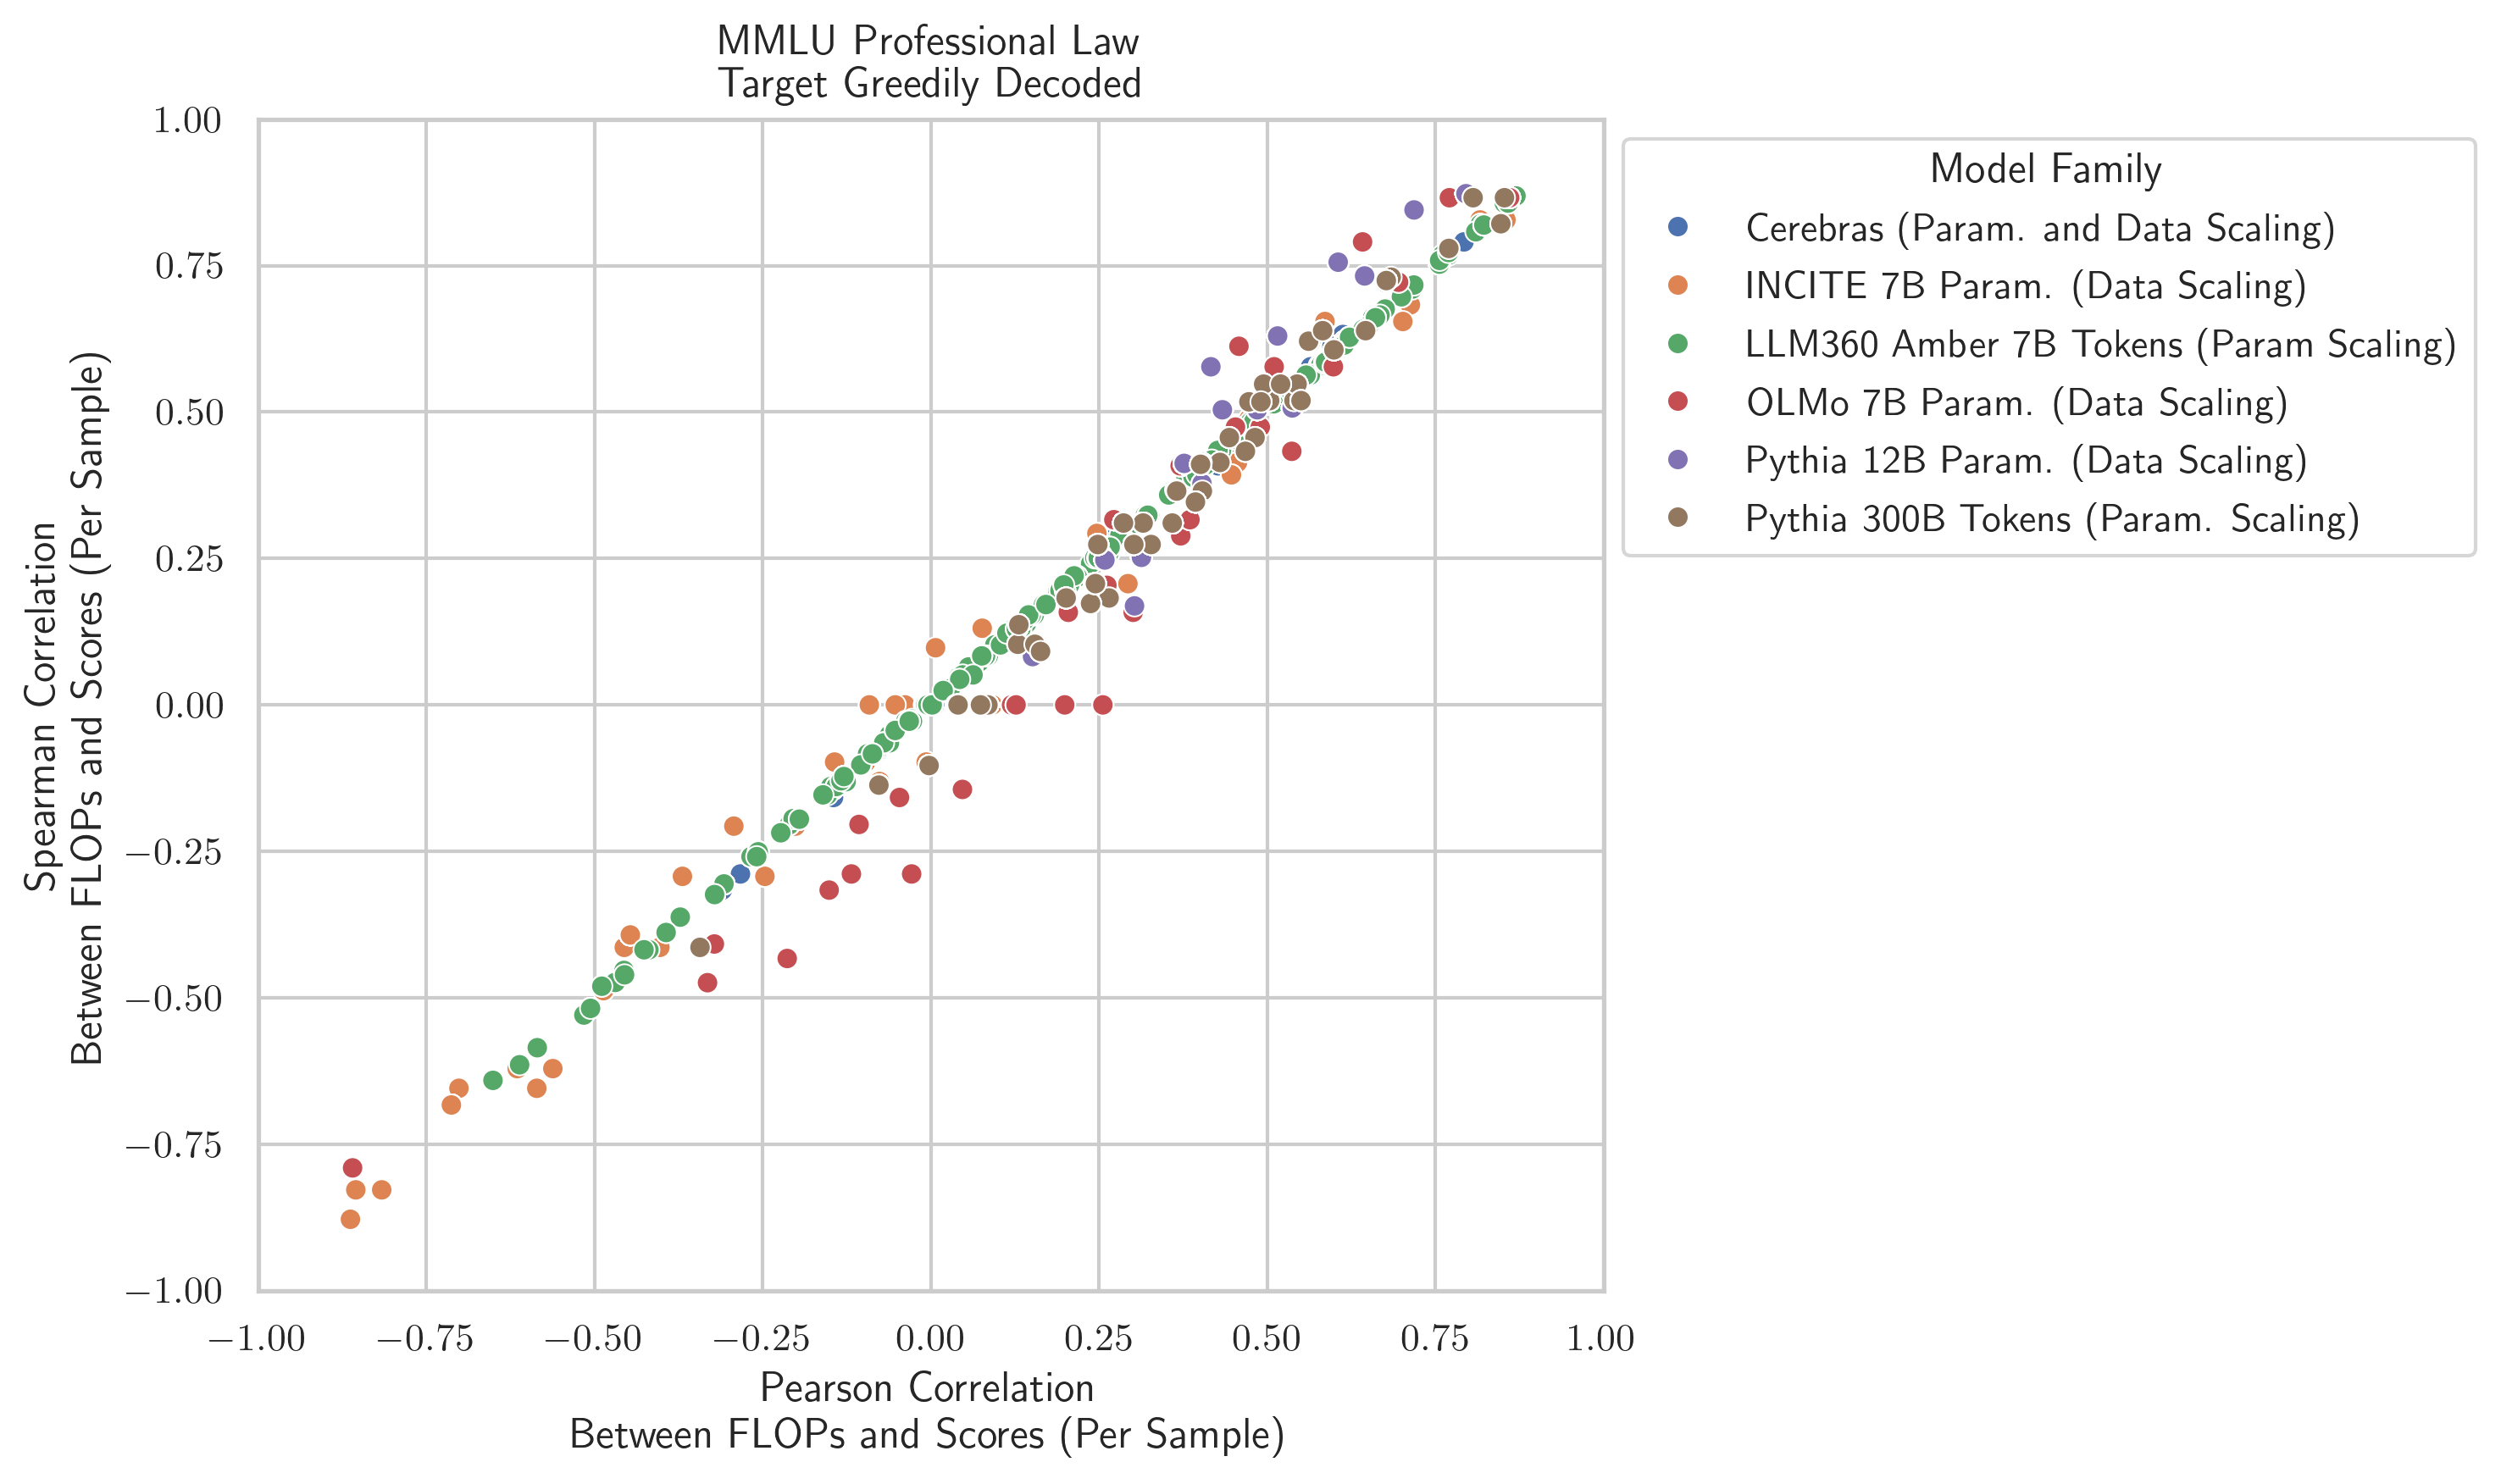 MMLU Professional Law
Target Greedily Decoded
1.00
0.75
0.50
0.25
0.00
−0.25
−0.50
−0.75
−1.00
Spearman Correlation
Between FLOPs and Scores (Per Sample)
−1.00
−0.75
−0.50
−0.25
0.00
0.25
0.50
0.75
1.00
Pearson Correlation
Between FLOPs and Scores (Per Sample)
Model Family
Cerebras (Param. and Data Scaling)
INCITE 7B Param. (Data Scaling)
LLM360 Amber 7B Tokens (Param Scaling)
OLMo 7B Param. (Data Scaling)
Pythia 12B Param. (Data Scaling)
Pythia 300B Tokens (Param. Scaling)